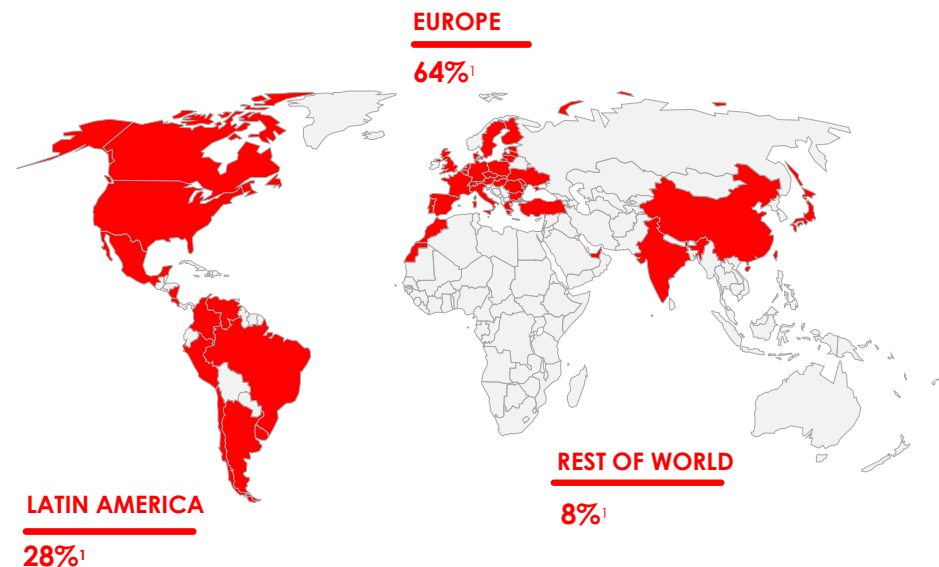 EUROPE
64%¹
REST OF WORLD
8%¹
LATIN AMERICA
28%¹